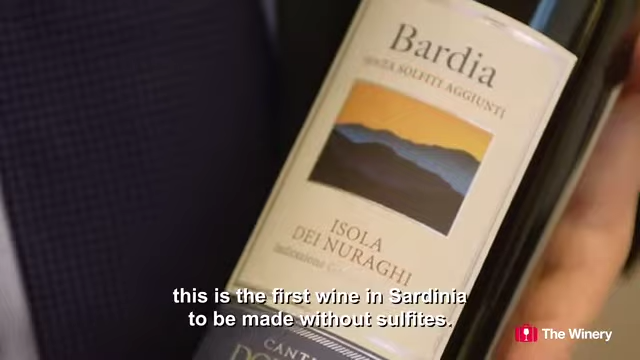 Bardia
SENZA SOLFITI AGGIUNTI
ISOLA
DEI NURAGHI
this is the first wine in Sardinia
to be made without sulfites.
The Winery